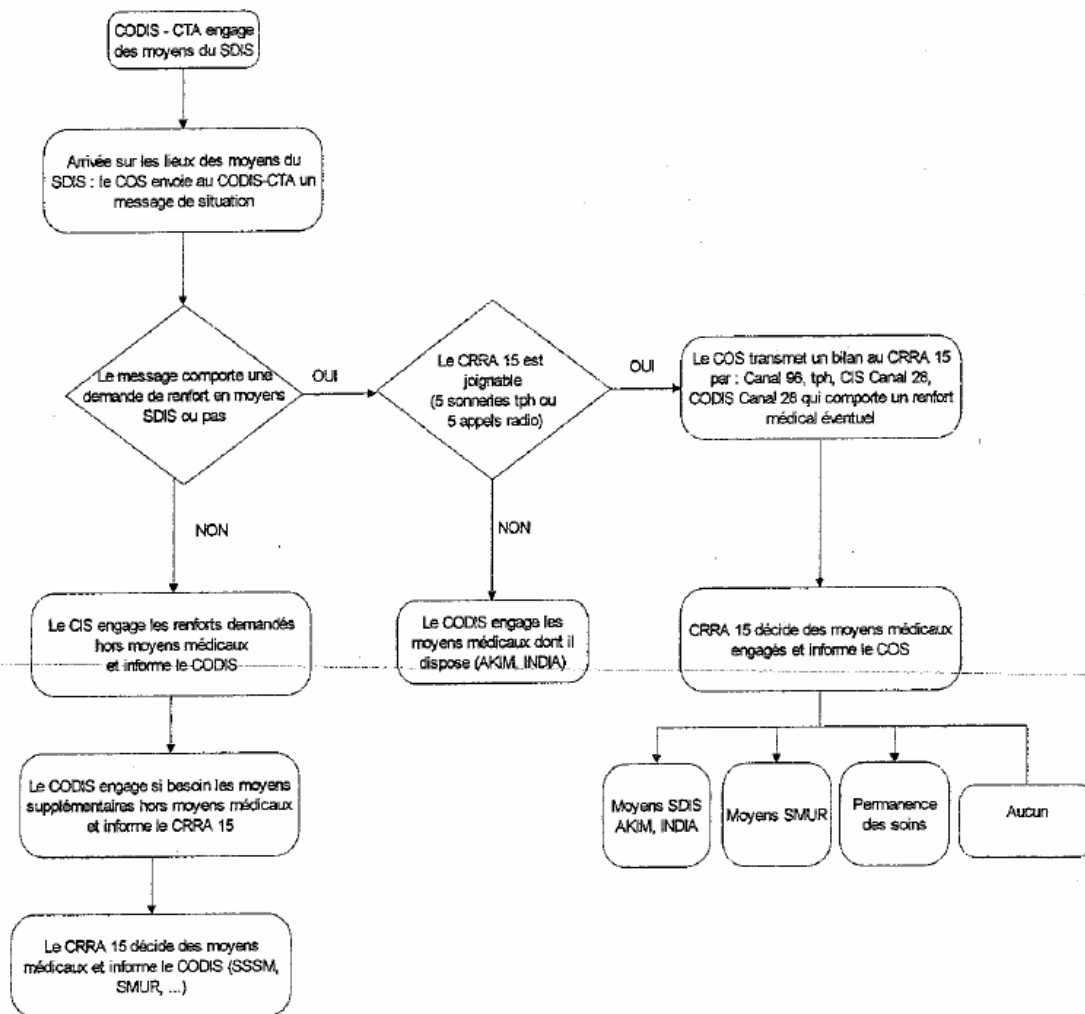 CODIS - CTA engage
des moyens du SDIS
Arrivée sur les lieux des moyens du
SDIS : le COS envoie au CODIS-CTA un
message de situation
Le message comporte une
demande de renfort en moyens
SDIS ou pas
OUI
Le CRRA 15 est
joignable
(5 sonneries tph ou
5 appels radio)
OUI
Le COS transmet un bilan au CRRA 15
par : Canal 96, tph, CIS Canal 28,
CODIS Canal 28 qui comporte un renfort
médical éventuel
NON
NON
Le CIS engage les renforts demandés
hors moyens médicaux
et informe le CODIS
Le CODIS engage les
moyens médicaux dont il
dispose (AKIM, INDIA)
CRRA 15 décide des moyens médicaux
engagés et informe le COS
Le CODIS engage si besoin les moyens
supplémentaires hors moyens médicaux
et informe le CRRA 15
Moyens SDIS
AKIM, INDIA
Moyens SMUR
Permanence
des soins
Aucun
Le CRRA 15 décide des moyens
médicaux et informe le CODIS (SSSM,
SMUR, ...)